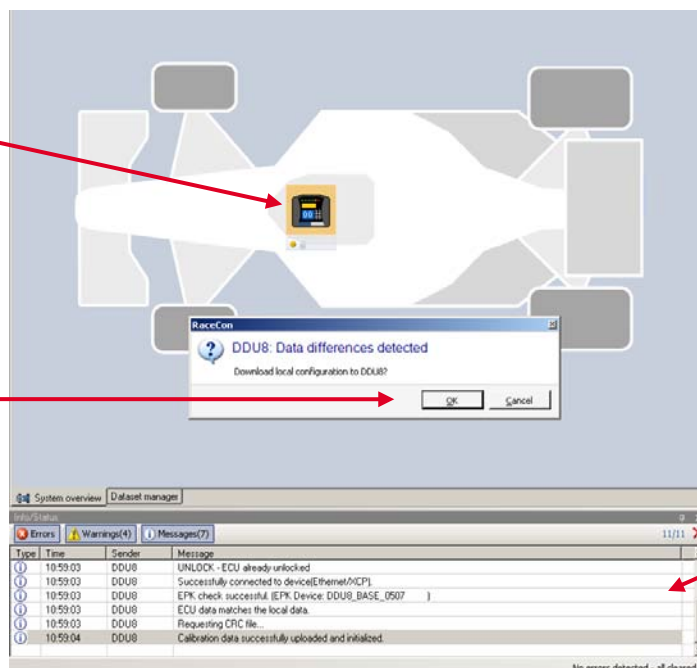 RaceCon
DDU8: Data differences detected
Download local configuration to DDU8?
OK Cancel
System overview Dataset manager
Info/Status
Errors Warnings(4) Messages(7) 11/11
Type Time Sender Message
10:59:03 DDU8 UNLOCK - ECU already unlocked
10:59:03 DDU8 Successfully connected to device(Ethernet/XCP).
10:59:03 DDU8 EPK check successful. (EPK Device: DDU8_BASE_0507 )
10:59:03 DDU8 ECU data matches the local data.
10:59:03 DDU8 Requesting CRC file...
10:59:04 DDU8 Calibration data successfully uploaded and initialized.
No errors detected - all cleared